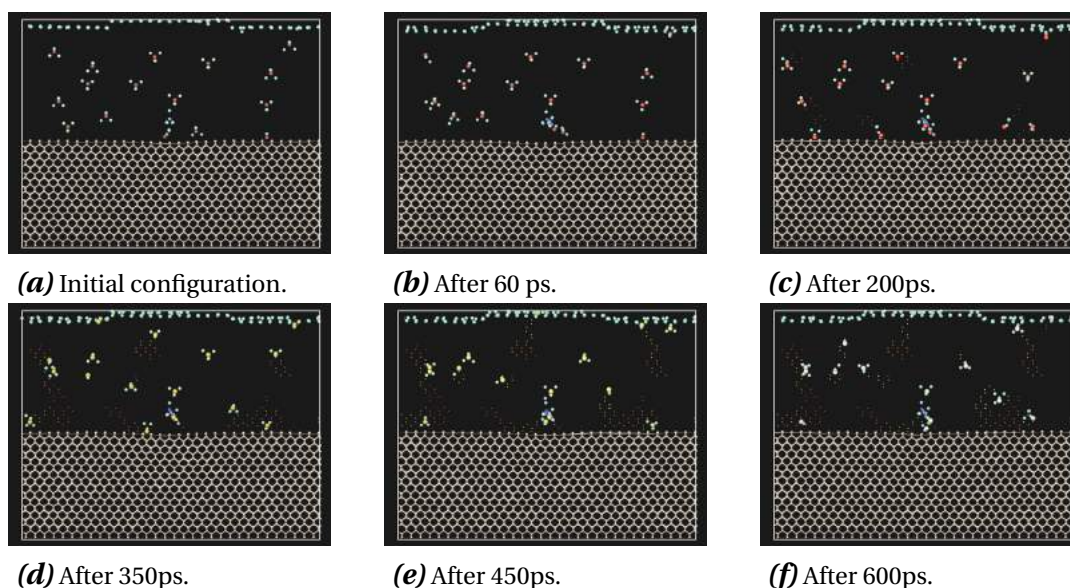 (a) Initial configuration.
(b) After 60 ps.
(c) After 200ps.
(d) After 350ps.
(e) After 450ps.
(f) After 600ps.